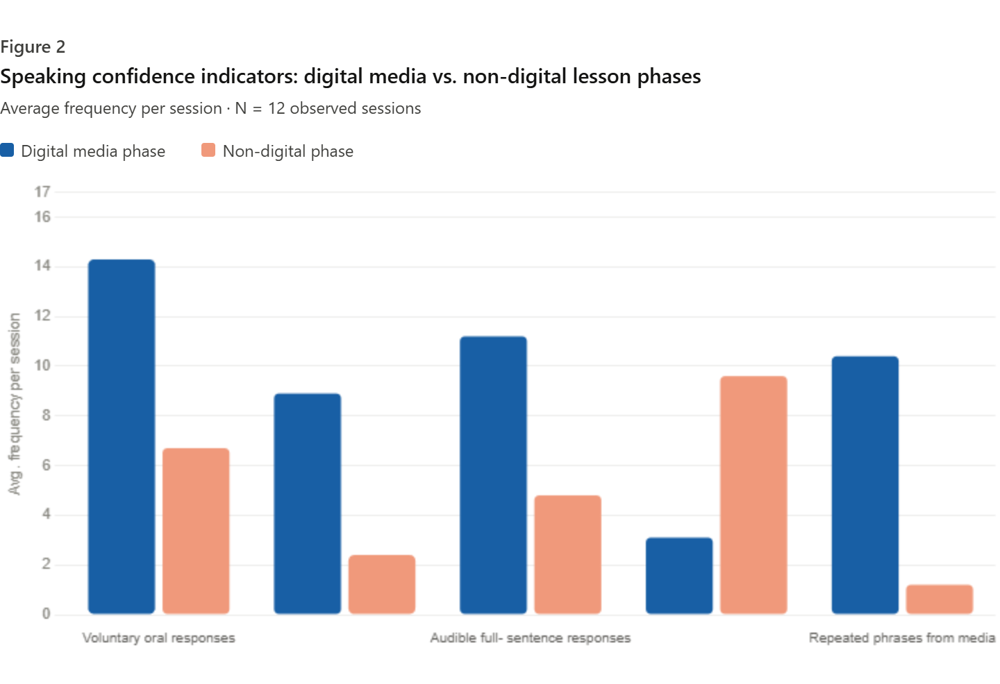 Figure 2
Speaking confidence indicators: digital media vs. non-digital lesson phases
Average frequency per session · N = 12 observed sessions
Digital media phase Non-digital phase
17
16
14
12
10
8
6
4
2
0
Avg. frequency per session
Voluntary oral responses Audible full- sentence responses Repeated phrases from media